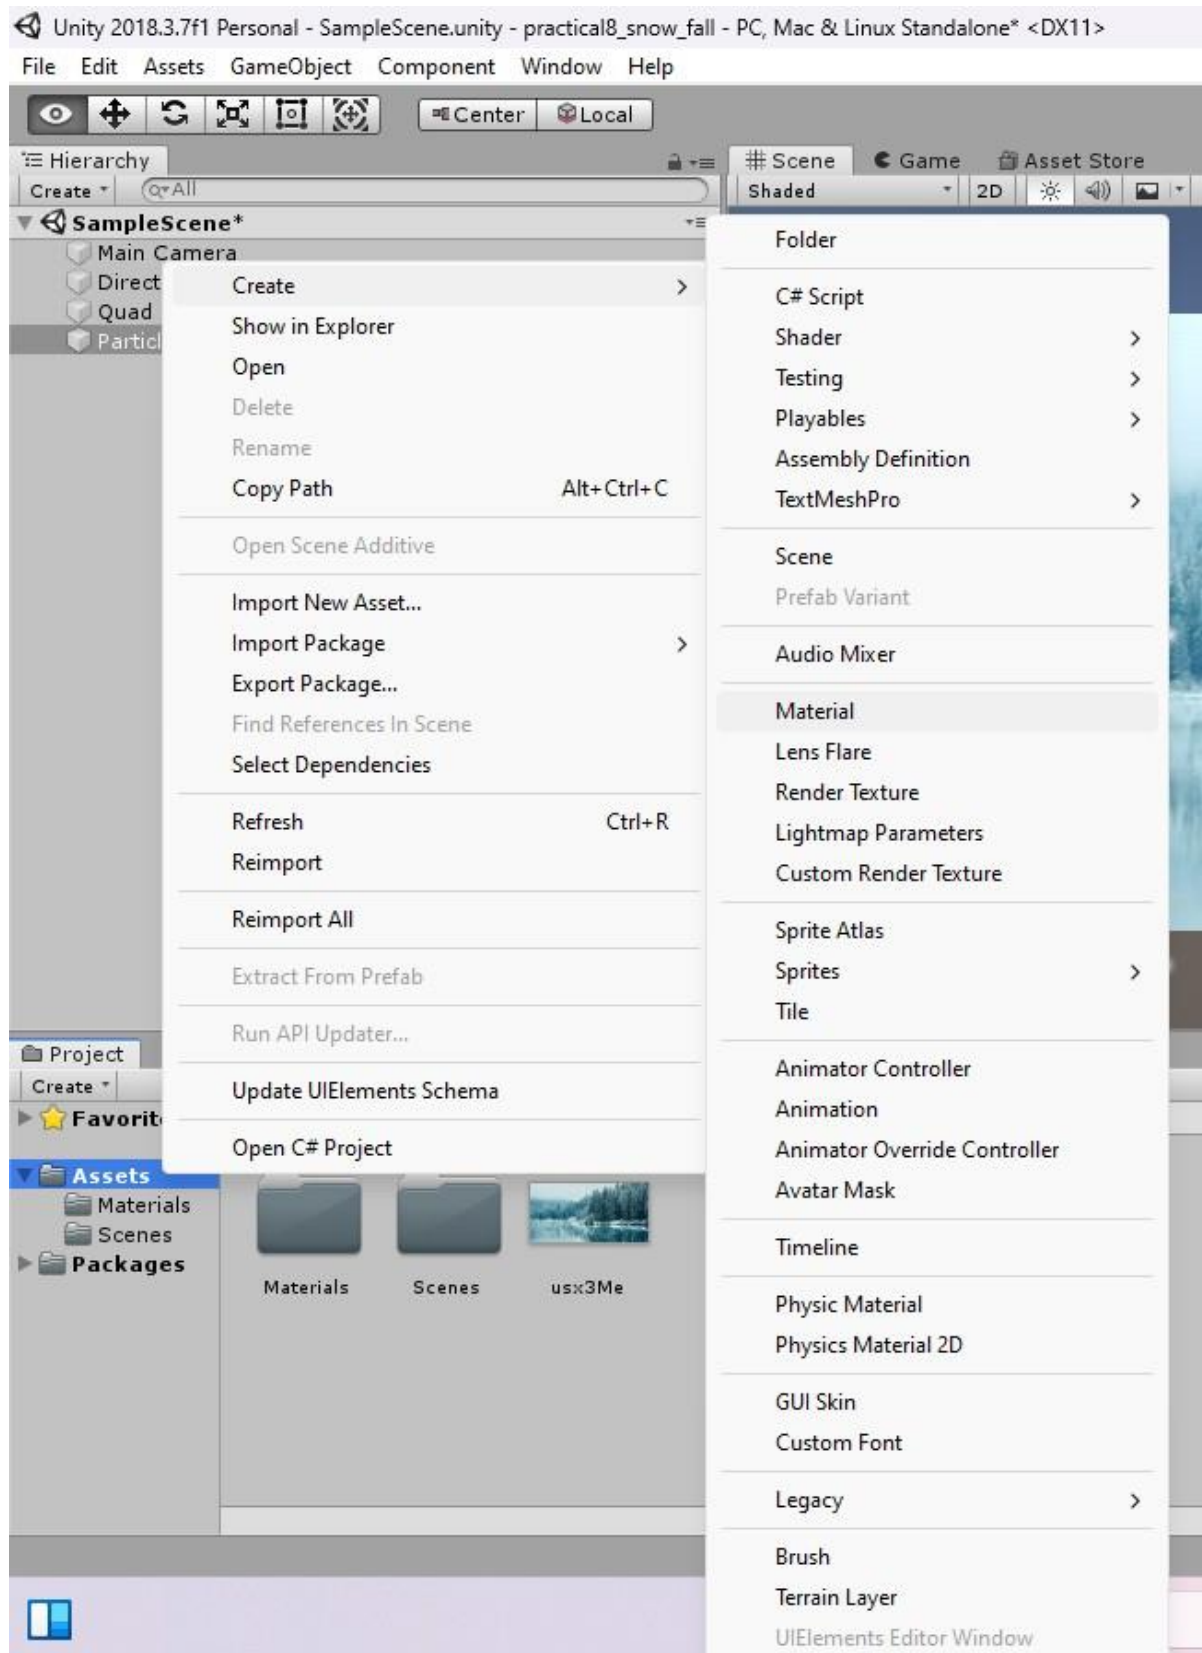 Unity 2018.3.7f1 Personal - SampleScene.unity - practical8_snow_fall - PC, Mac & Linux Standalone* <DX11>
File Edit Assets GameObject Component Window Help
Center Local
Hierarchy
Create All
SampleScene*
Main Camera
Direct
Quad
Particl
Scene Game Asset Store
Shaded 2D
Create
Show in Explorer
Open
Delete
Rename
Copy Path Alt+Ctrl+C
Open Scene Additive
Import New Asset...
Import Package
Export Package...
Find References In Scene
Select Dependencies
Refresh Ctrl+R
Reimport
Reimport All
Extract From Prefab
Run API Updater...
Update UIElements Schema
Open C# Project
Folder
C# Script
Shader
Testing
Playables
Assembly Definition
TextMeshPro
Scene
Prefab Variant
Audio Mixer
Material
Lens Flare
Render Texture
Lightmap Parameters
Custom Render Texture
Sprite Atlas
Sprites
Tile
Animator Controller
Animation
Animator Override Controller
Avatar Mask
Timeline
Physic Material
Physics Material 2D
GUI Skin
Custom Font
Legacy
Brush
Terrain Layer
UIElements Editor Window
Project
Create
Favorit
Assets
Materials
Scenes
Packages
Materials Scenes usx3Me